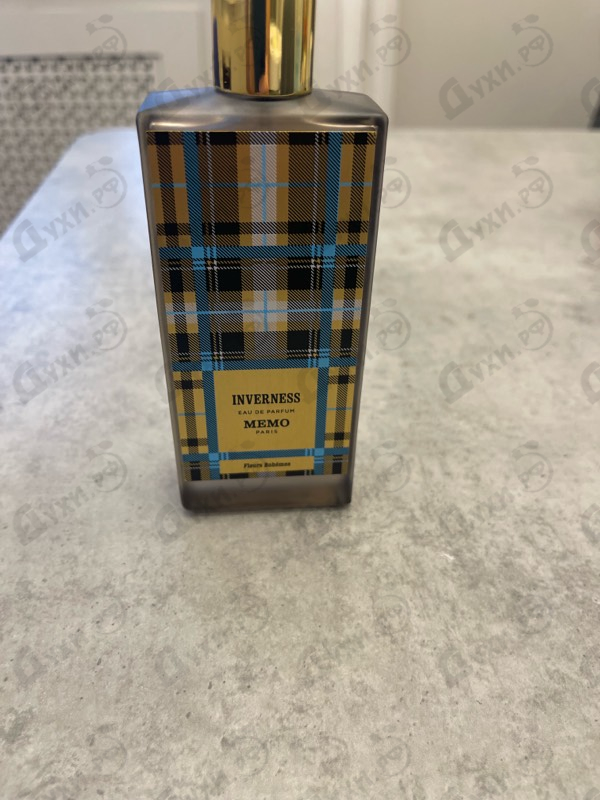 INVERNESS
EAU DE PARFUM
MEMO
PARIS
Fleurs Bohèmes
Духи.РФ